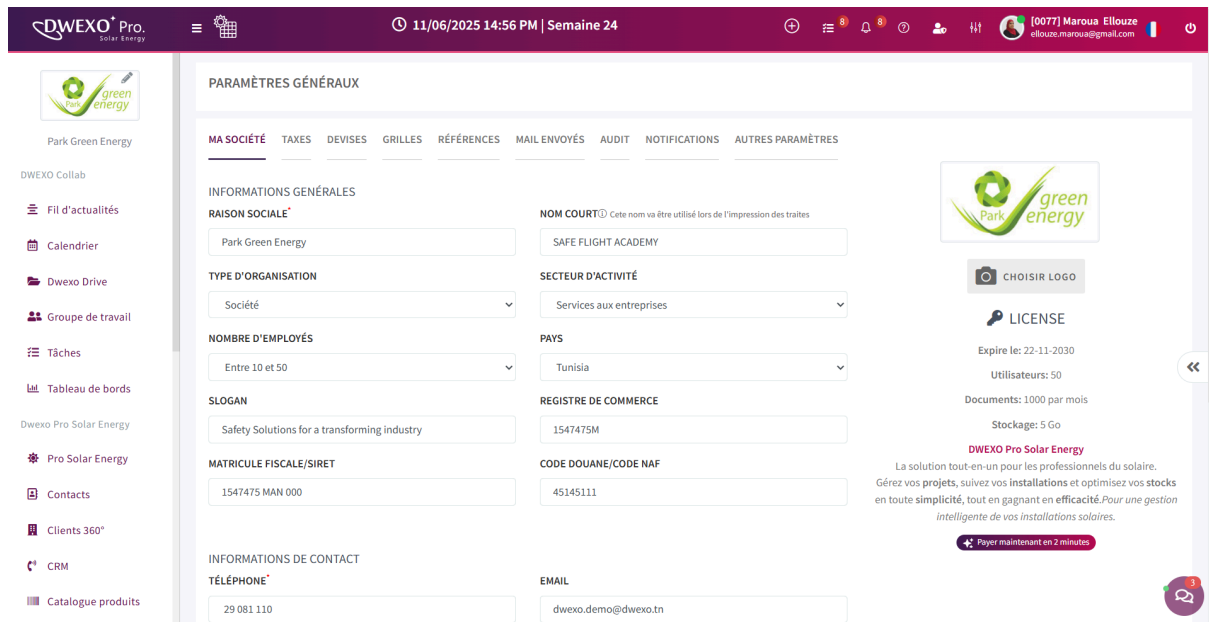 DWEXO+ Pro.
Solar Energy
11/06/2025 14:56 PM | Semaine 24
8
8
[0077] Maroua Ellouze
ellouze.maroua@gmail.com
Park green energy
Park Green Energy
DWEXO Collab
Fil d'actualités
Calendrier
Dwexo Drive
Groupe de travail
Tâches
Tableau de bords
Dwexo Pro Solar Energy
Pro Solar Energy
Contacts
Clients 360°
CRM
Catalogue produits
PARAMÈTRES GÉNÉRAUX
MA SOCIÉTÉ TAXES DEVISES GRILLES RÉFÉRENCES MAIL ENVOYÉS AUDIT NOTIFICATIONS AUTRES PARAMÈTRES
INFORMATIONS GENÉRALES
RAISON SOCIALE*
Park Green Energy
NOM COURT Cete nom va être utilisé lors de l'impression des traites
SAFE FLIGHT ACADEMY
TYPE D'ORGANISATION
Société
SECTEUR D'ACTIVITÉ
Services aux entreprises
NOMBRE D'EMPLOYÉS
Entre 10 et 50
PAYS
Tunisia
SLOGAN
Safety Solutions for a transforming industry
REGISTRE DE COMMERCE
1547475M
MATRICULE FISCALE/SIRET
1547475 MAN 000
CODE DOUANE/CODE NAF
45145111
INFORMATIONS DE CONTACT
TÉLÉPHONE*
29 081 110
EMAIL
dwexo.demo@dwexo.tn
Park green energy
CHOISIR LOGO
LICENSE
Expire le: 22-11-2030
Utilisateurs: 50
Documents: 1000 par mois
Stockage: 5 Go
DWEXO Pro Solar Energy
La solution tout-en-un pour les professionnels du solaire.
Gérez vos projets, suivez vos installations et optimisez vos stocks
en toute simplicité, tout en gagnant en efficacité.Pour une gestion
intelligente de vos installations solaires.
Payer maintenant en 2 minutes
3